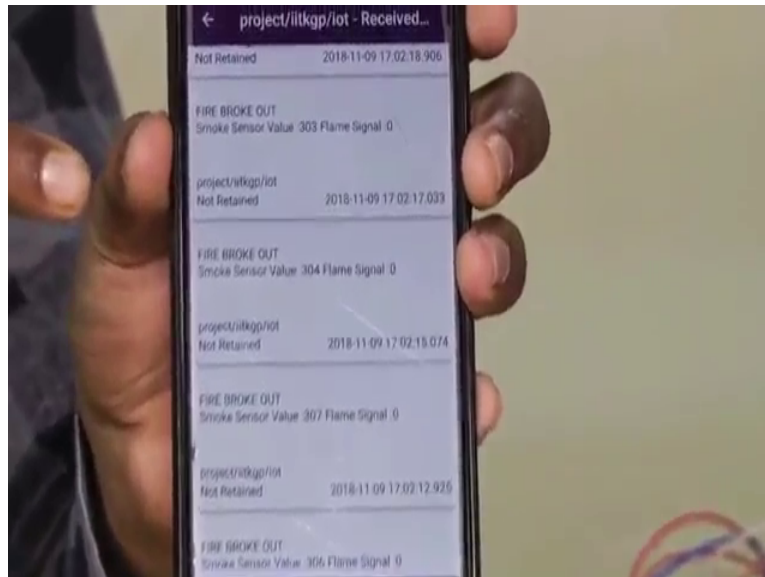 ← project/iitkgp/iot - Received...
Not Retained 2018-11-09 17.02.18.906
FIRE BROKE OUT
Smoke Sensor Value :303 Flame Signal :0
project/iitkgp/iot
Not Retained 2018-11-09 17.02.17.033
FIRE BROKE OUT
Smoke Sensor Value :304 Flame Signal :0
project/iitkgp/iot
Not Retained 2018-11-09 17.02.15.074
FIRE BROKE OUT
Smoke Sensor Value :307 Flame Signal :0
project/iitkgp/iot
Not Retained 2018-11-09 17.02.12.926
FIRE BROKE OUT
Smoke Sensor Value :306 Flame Signal :0